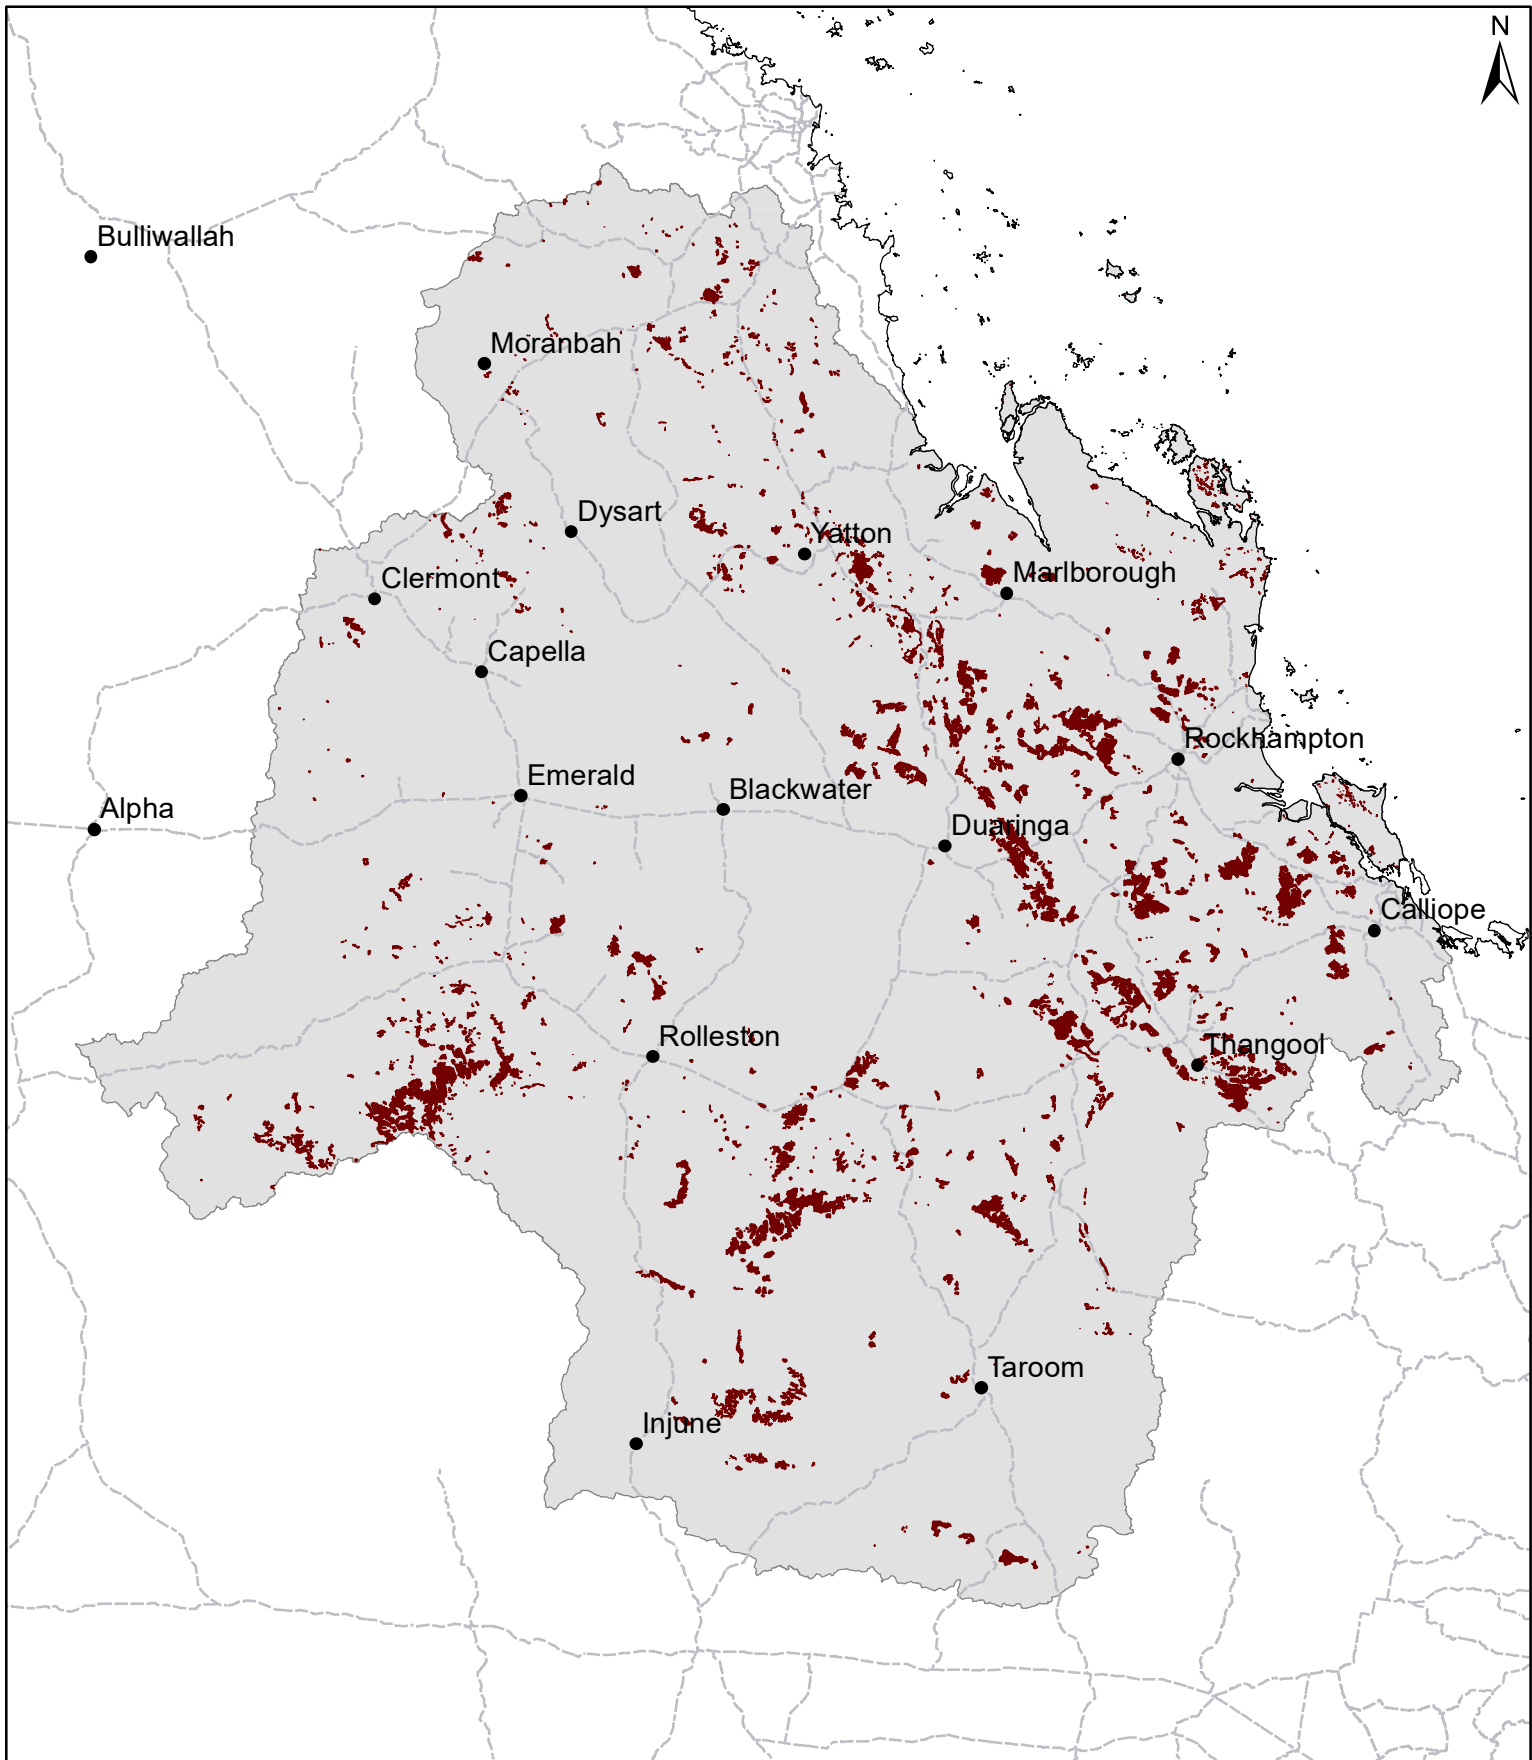 N
Bulliwallah
Moranbah
Dysart
Yatton
Clermont
Marlborough
Capella
Rockhampton
Emerald
Blackwater
Alpha
Duaringa
Calliope
Rolleston
Thangool
Taroom
Injune